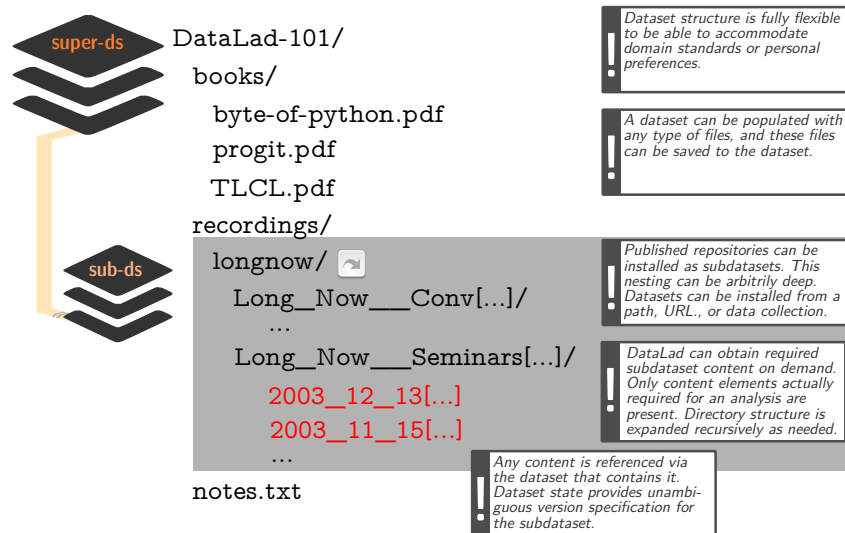 super-ds
DataLad-101/
books/
byte-of-python.pdf
progit.pdf
TLCL.pdf
recordings/
sub-ds
longnow/
Long__Now___Conv[...]/
...
Long__Now___Seminars[...]/
2003__12__13[...]
2003__11__15[...]
...
notes.txt
Dataset structure is fully flexible
to be able to accommodate
domain standards or personal
preferences.
A dataset can be populated with
any type of files, and these files
can be saved to the dataset.
Published repositories can be
installed as subdatasets. This
nesting can be arbitrily deep.
Datasets can be installed from a
path, URL., or data collection.
DataLad can obtain required
subdataset content on demand.
Only content elements actually
required for an analysis are
present. Directory structure is
expanded recursively as needed.
Any content is referenced via
the dataset that contains it.
Dataset state provides unambi-
guous version specification for
the subdataset.